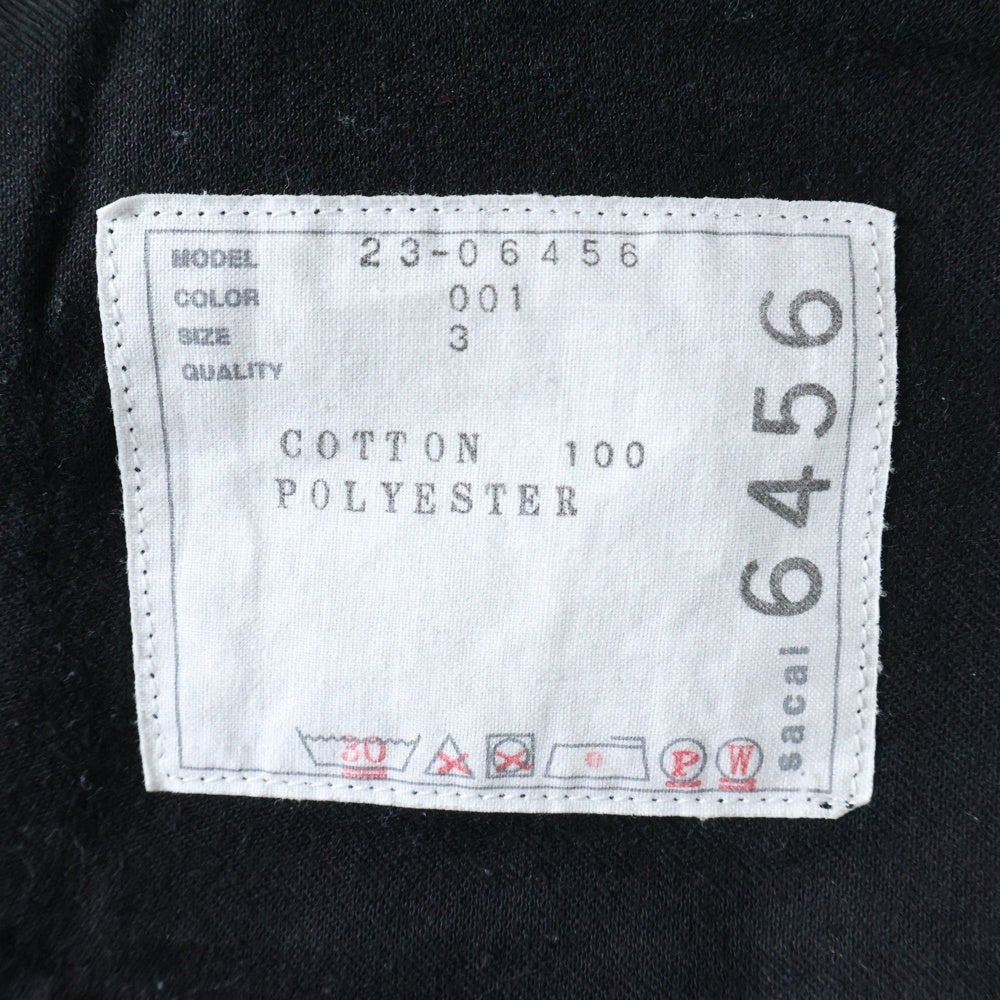 MODEL 23-06456
COLOR 001
SIZE 3
QUALITY
COTTON 100
POLYESTER
30
P
W
sacai 6456